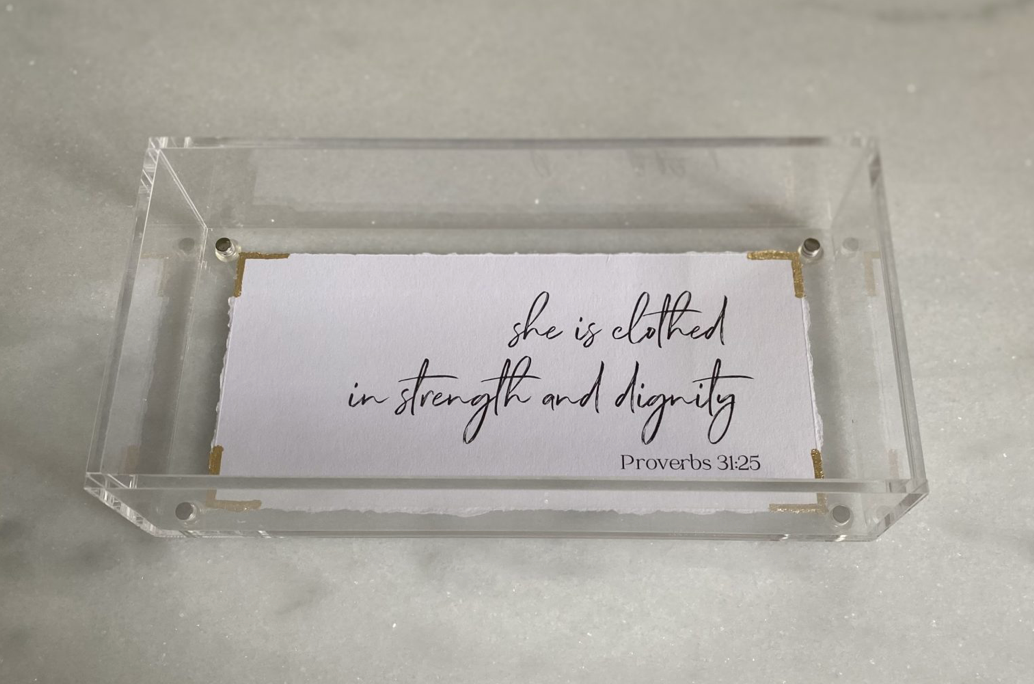 she is clothed
in strength and dignity
Proverbs 31:25